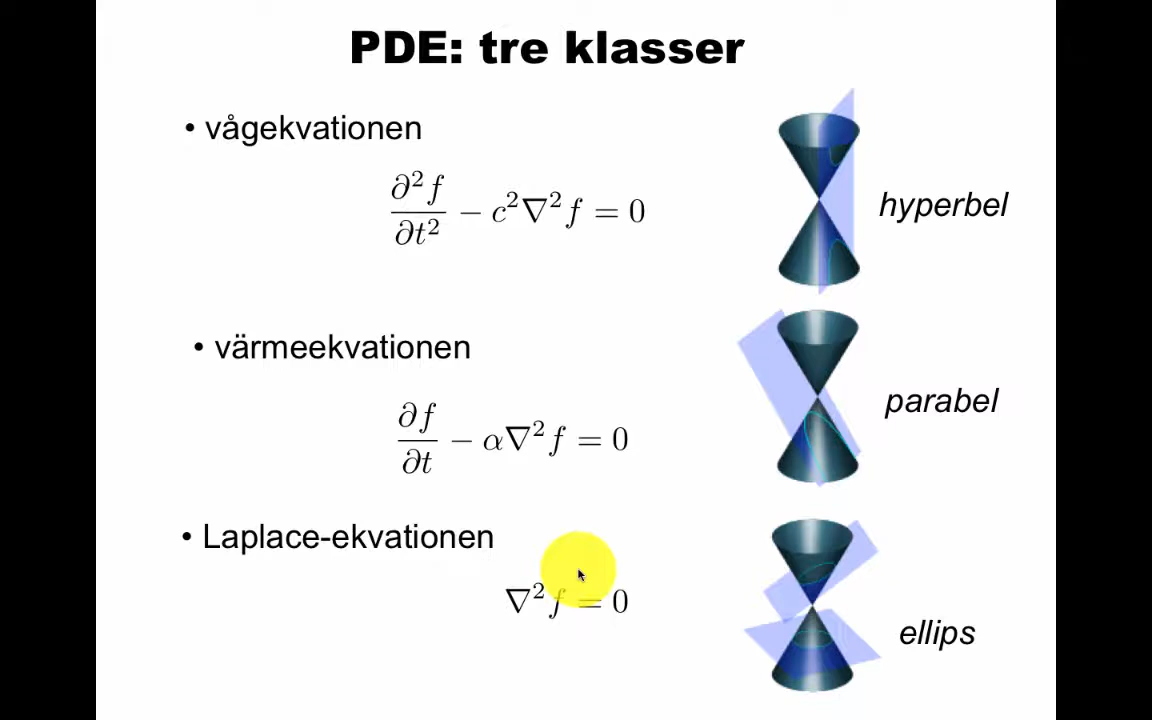 PDE: tre klasser
• vågekvationen
∂²f/∂t² − c²∇²f = 0
hyperbel
• värmeekvationen
∂f/∂t − α∇²f = 0
parabel
• Laplace-ekvationen
∇²f = 0
ellips